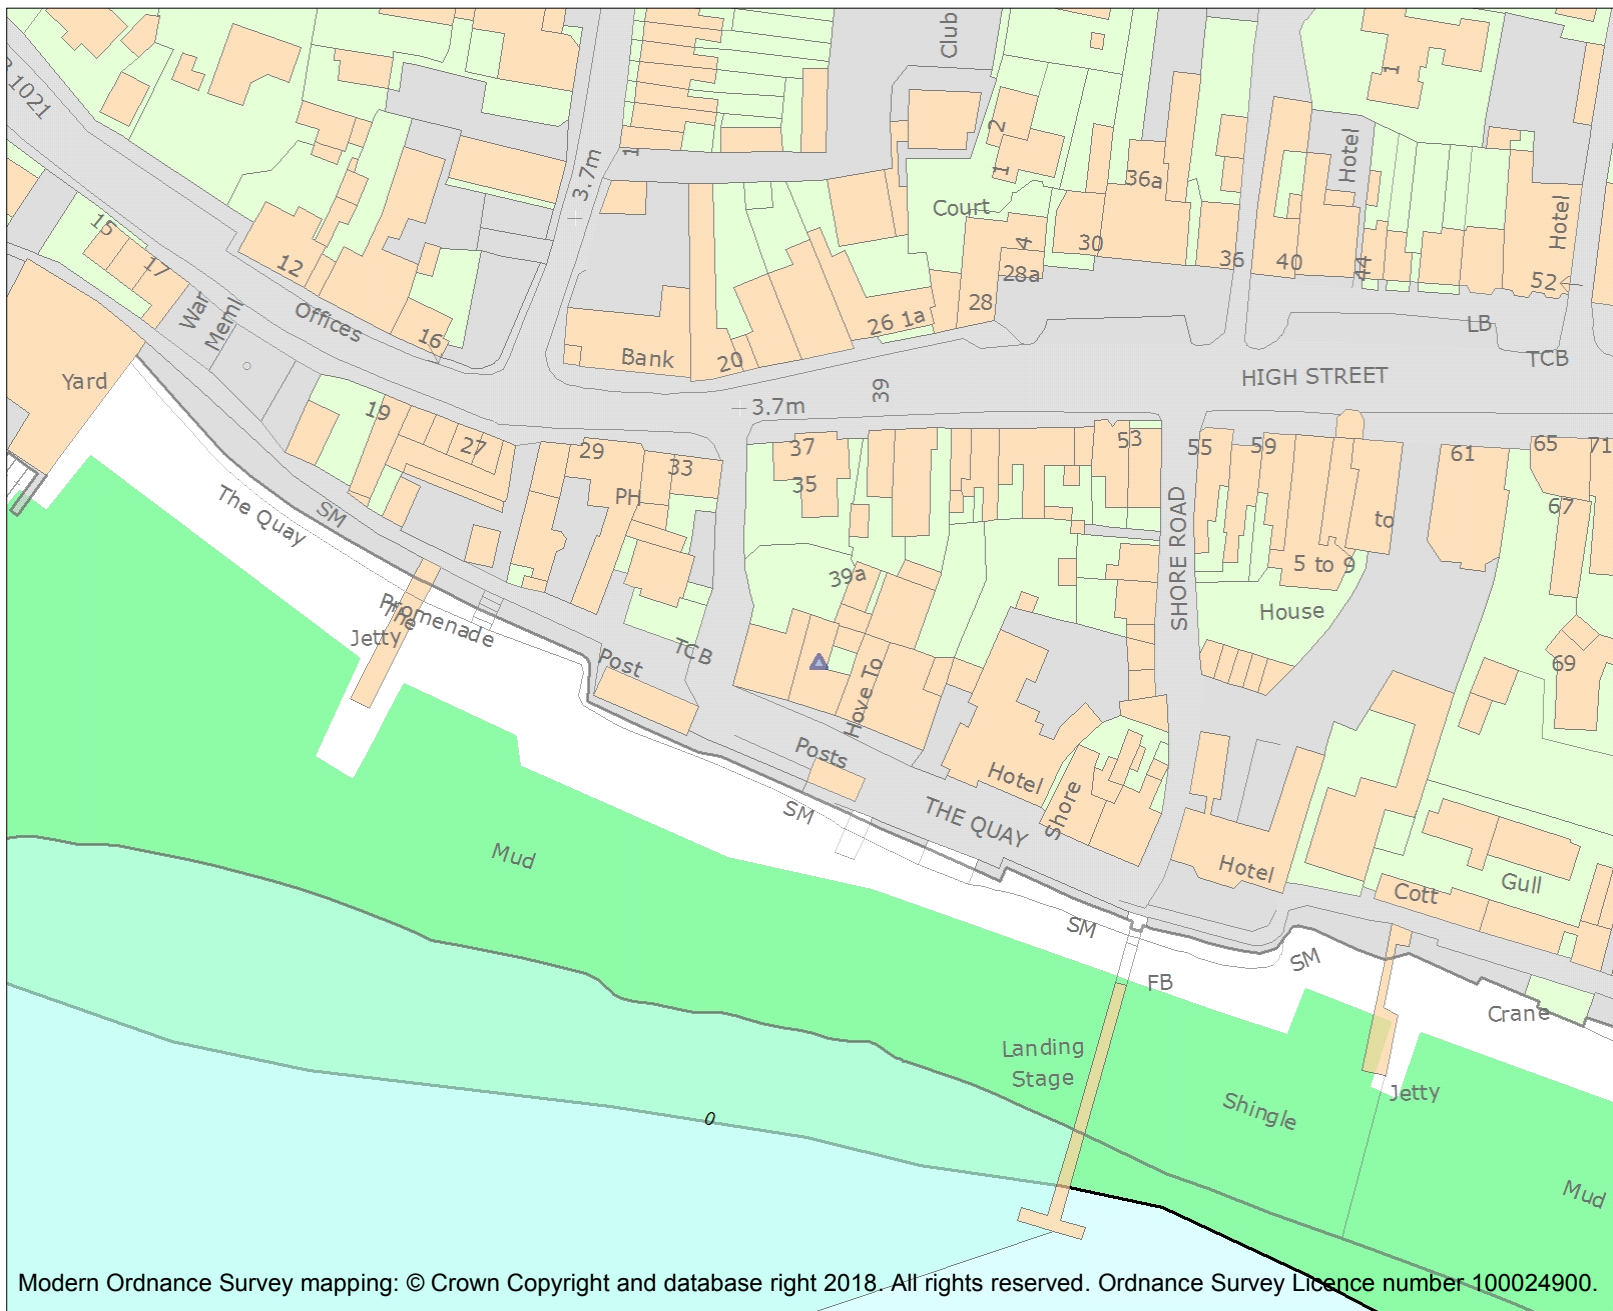 Club
1021
1
1
3.7m
2
1
Hotel
36a
Court
15
17
12
4
28a
30
36
40
44
Hotel
52
War
Meml
Offices
16
Bank
20
26 1a
28
LB
TCB
Yard
HIGH STREET
39
3.7m
19
27
29
33
PH
37
35
53
55
59
61
65
71
67
to
The Quay
SM
SHORE ROAD
5 to 9
39a
House
The
Promenade
Jetty
Post
TCB
69
Hove To
Posts
Hotel
Shore
SM
THE QUAY
Mud
Hotel
Cott
Gull
SM
SM
FB
Crane
Landing
Stage
Jetty
Shingle
0
Mud
Modern Ordnance Survey mapping: © Crown Copyright and database right 2018. All rights reserved. Ordnance Survey Licence number 100024900.